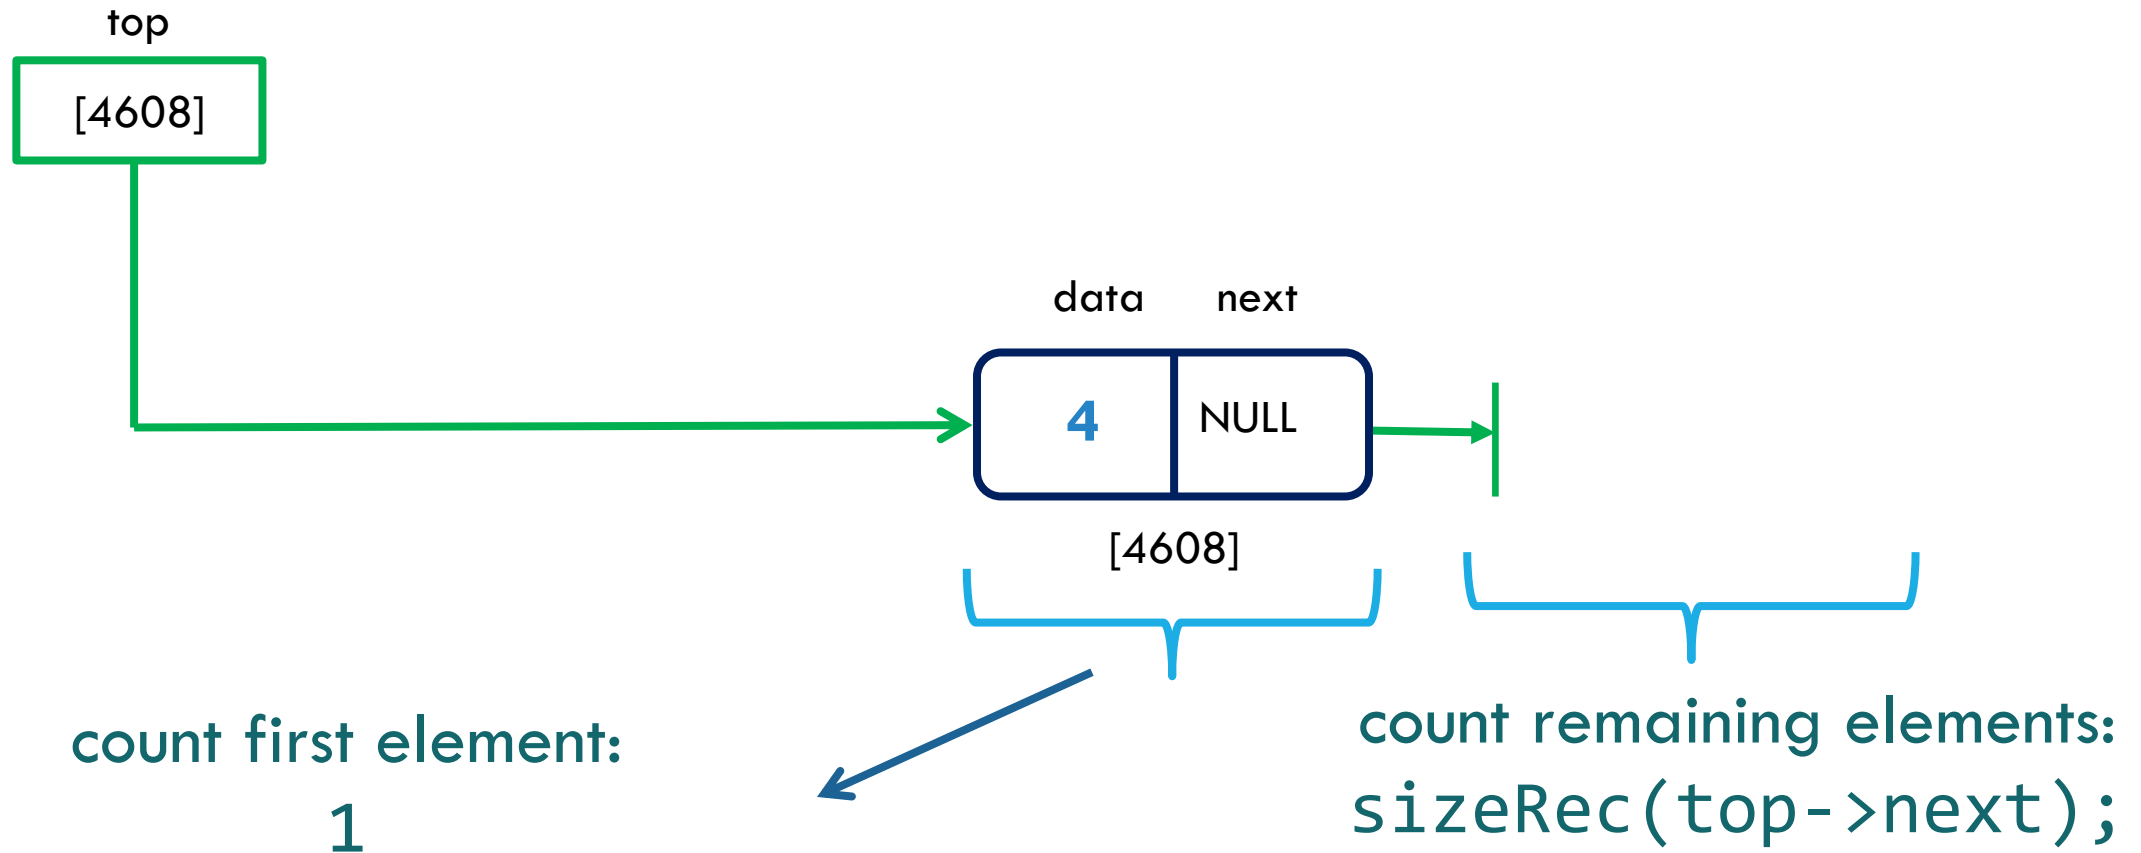 top
[4608]
data next
4 NULL
[4608]
count first element:
1
count remaining elements:
sizeRec(top->next);